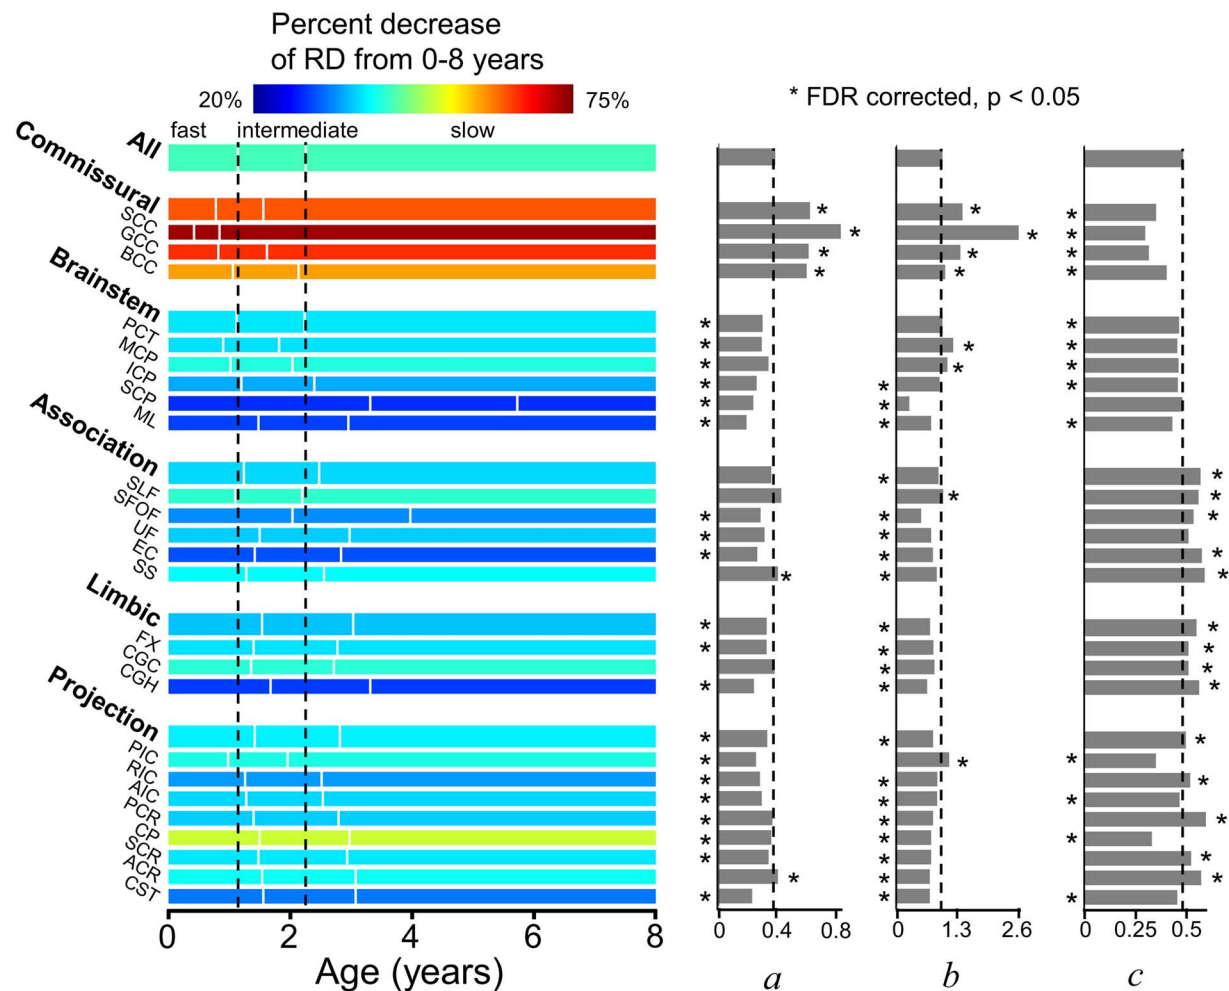 Percent decrease
of RD from 0-8 years
20% 75%
* FDR corrected, p < 0.05
fast intermediate slow
All
Commissural
SCC
GCC
BCC
Brainstem
PCT
MCP
ICP
SCP
ML
Association
SLF
SFOF
UF
EC
SS
Limbic
FX
CGC
CGH
Projection
PIC
RIC
AIC
PCR
CP
SCR
ACR
CST
0 2 4 6 8
Age (years)
0 0.4 0.8
a
0 1.3 2.6
b
0 0.25 0.5
c